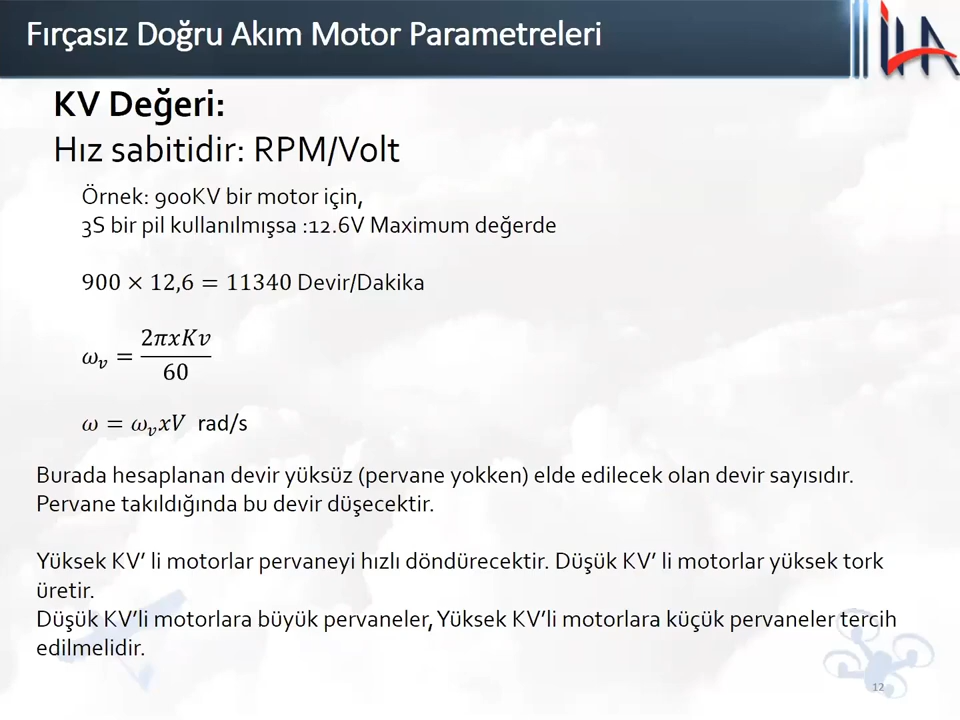 Fırçasız Doğru Akım Motor Parametreleri
İHA
KV Değeri:
Hız sabitidir: RPM/Volt
Örnek: 900KV bir motor için,
3S bir pil kullanılmışsa :12.6V Maximum değerde
900 × 12,6 = 11340 Devir/Dakika
ω_v = 2πxKv / 60
ω = ω_v xV rad/s
Burada hesaplanan devir yüksüz (pervane yokken) elde edilecek olan devir sayısıdır.
Pervane takıldığında bu devir düşecektir.
Yüksek KV’ li motorlar pervaneyi hızlı döndürecektir. Düşük KV’ li motorlar yüksek tork
üretir.
Düşük KV’li motorlara büyük pervaneler, Yüksek KV’li motorlara küçük pervaneler tercih
edilmelidir.
12